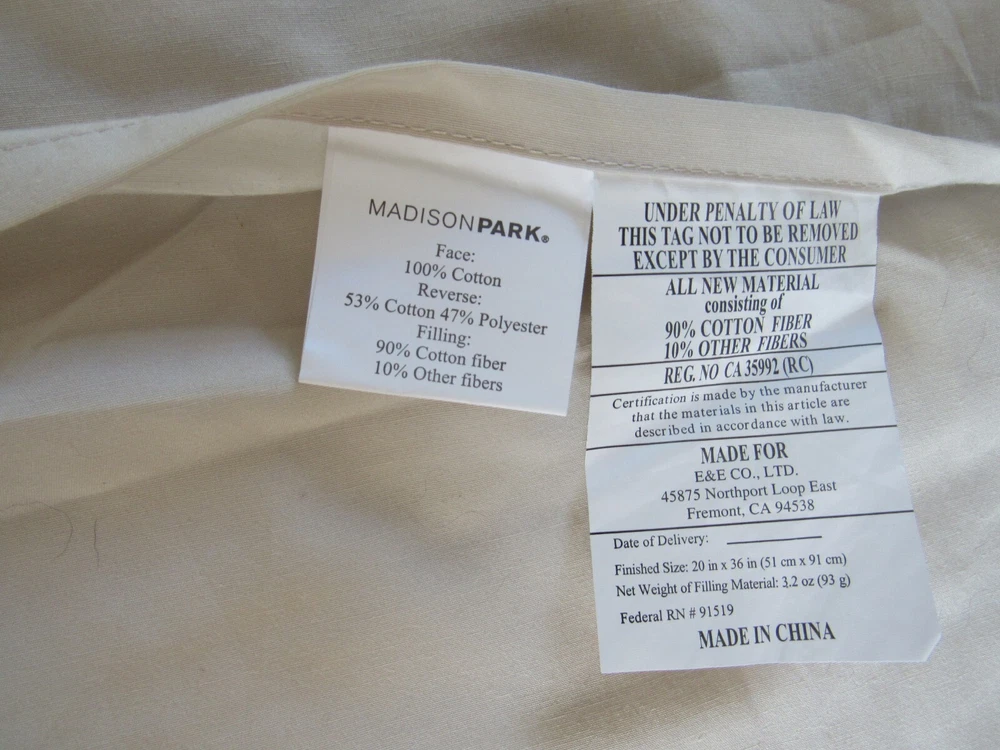 MADISONPARK®
Face:
100% Cotton
Reverse:
53% Cotton 47% Polyester
Filling:
90% Cotton fiber
10% Other fibers
UNDER PENALTY OF LAW
THIS TAG NOT TO BE REMOVED
EXCEPT BY THE CONSUMER
ALL NEW MATERIAL
consisting of
90% COTTON FIBER
10% OTHER FIBERS
REG. NO CA 35992 (RC)
Certification is made by the manufacturer
that the materials in this article are
described in accordance with law.
MADE FOR
E&E CO., LTD.
45875 Northport Loop East
Fremont, CA 94538
Date of Delivery:
Finished Size: 20 in x 36 in (51 cm x 91 cm)
Net Weight of Filling Material: 3.2 oz (93 g)
Federal RN # 91519
MADE IN CHINA